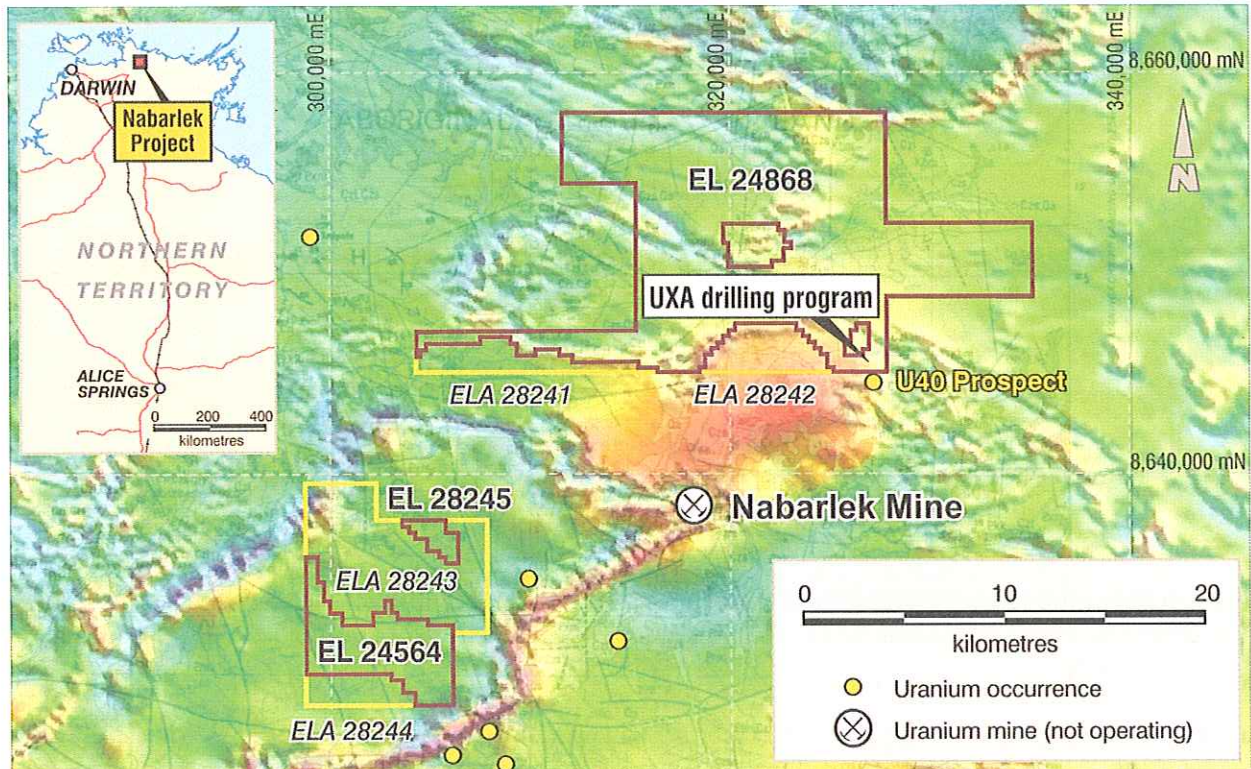 DARWIN
Nabarlek
Project
NORTHERN
TERRITORY
ALICE
SPRINGS
0 200 400
kilometres
300,000 mE
320,000 mE
340,000 mE
8,660,000 mN
N
EL 24868
UXA drilling program
ELA 28241
ELA 28242
U40 Prospect
8,640,000 mN
EL 28245
Nabarlek Mine
ELA 28243
EL 24564
ELA 28244
0 10 20
kilometres
Uranium occurrence
Uranium mine (not operating)